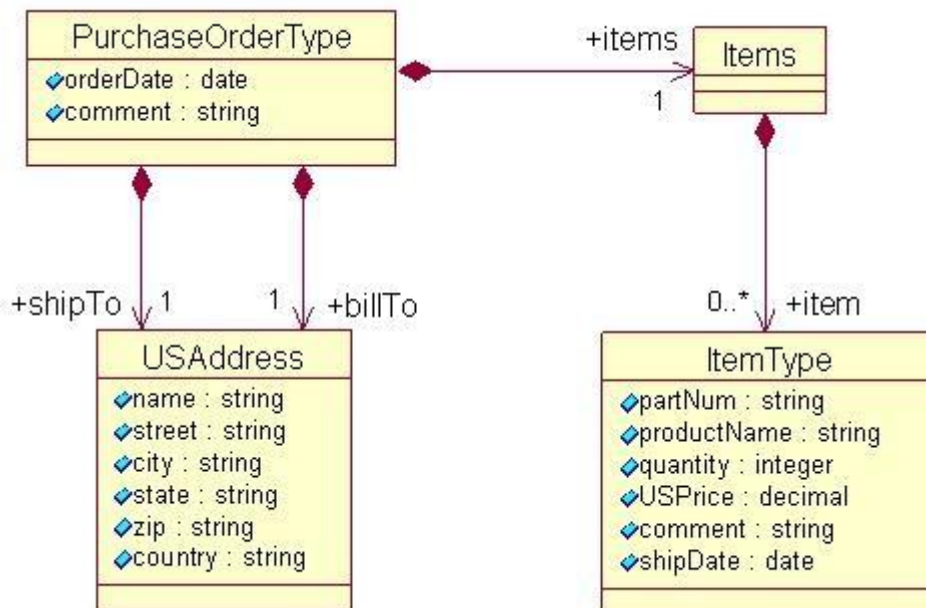 PurchaseOrderType
orderDate : date
comment : string
+items
1
Items
+shipTo
1
1
+billTo
0..*
+item
USAddress
name : string
street : string
city : string
state : string
zip : string
country : string
ItemType
partNum : string
productName : string
quantity : integer
USPrice : decimal
comment : string
shipDate : date